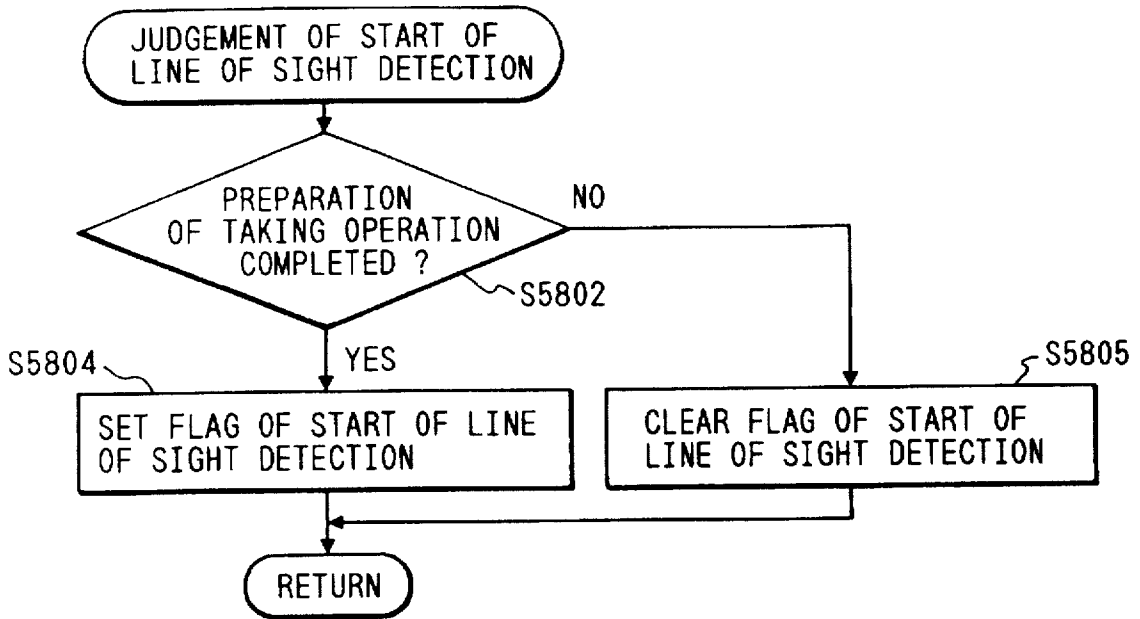 JUDGEMENT OF START OF
LINE OF SIGHT DETECTION
PREPARATION
OF TAKING OPERATION
COMPLETED ?
NO
S5802
YES
S5804
SET FLAG OF START OF LINE
OF SIGHT DETECTION
S5805
CLEAR FLAG OF START OF
LINE OF SIGHT DETECTION
RETURN